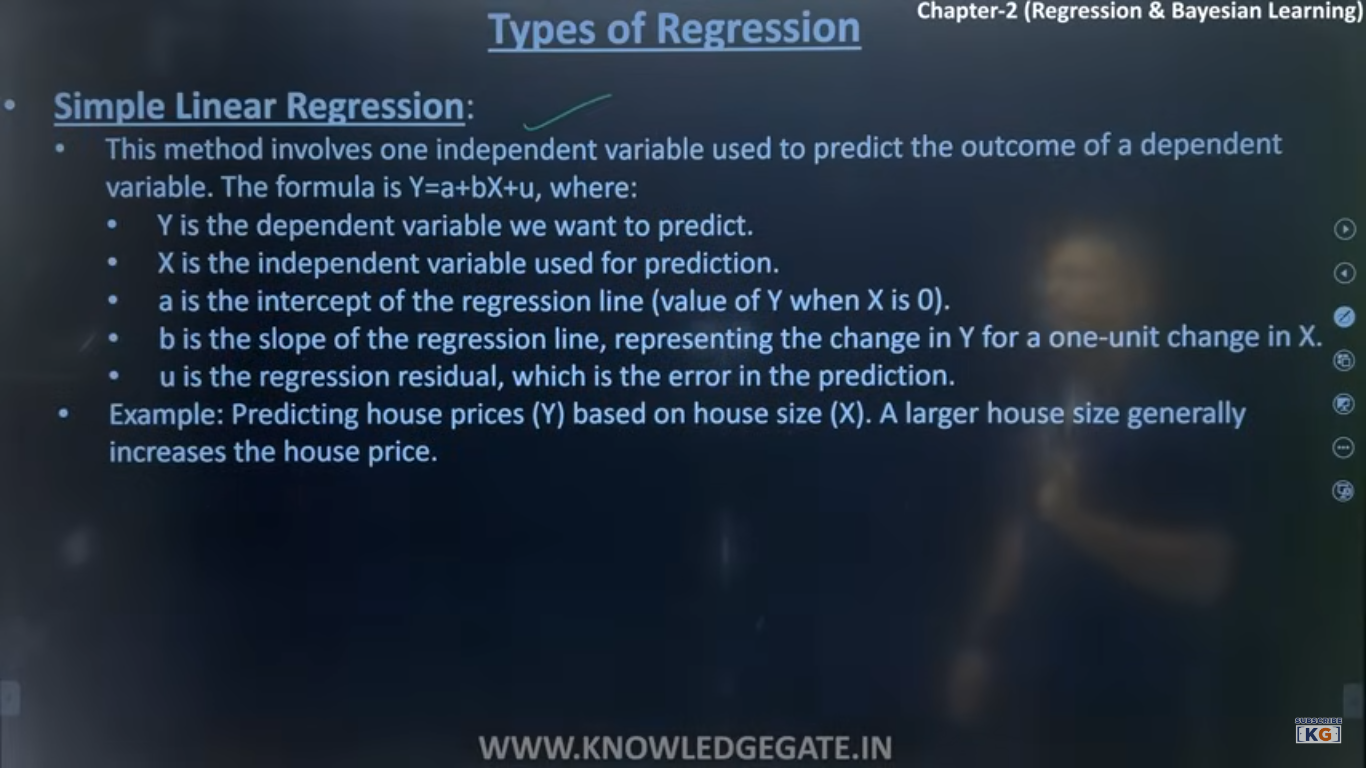 Chapter-2 (Regression & Bayesian Learning)
Types of Regression
• Simple Linear Regression:
• This method involves one independent variable used to predict the outcome of a dependent
variable. The formula is Y=a+bX+u, where:
• Y is the dependent variable we want to predict.
• X is the independent variable used for prediction.
• a is the intercept of the regression line (value of Y when X is 0).
• b is the slope of the regression line, representing the change in Y for a one-unit change in X.
• u is the regression residual, which is the error in the prediction.
• Example: Predicting house prices (Y) based on house size (X). A larger house size generally
increases the house price.
SUBSCRIBE
[KG]
WWW.KNOWLEDGEGATE.IN